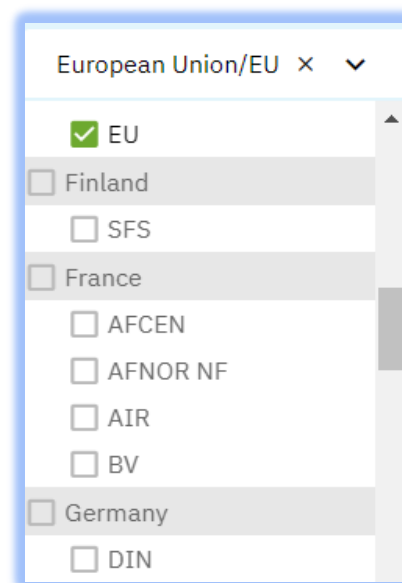 European Union/EU
EU
Finland
SFS
France
AFCEN
AFNOR NF
AIR
BV
Germany
DIN